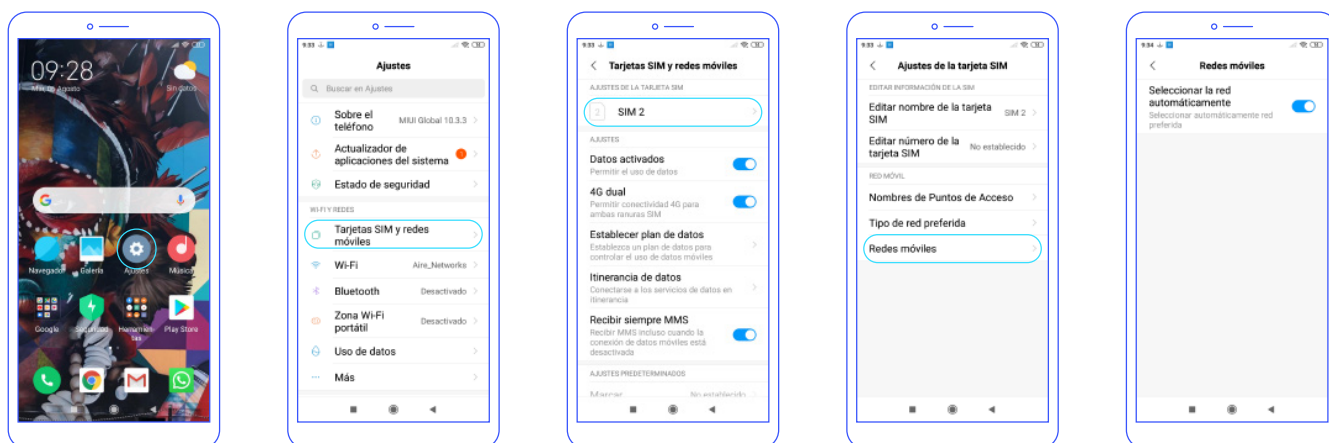 09:28
Mar, 06 Agosto
Sin datos
G
Navegador
Galería
Ajustes
Música
Google
Seguridad
Herramien-
tas
Play Store
M
9:33
Ajustes
Buscar en Ajustes
Sobre el
teléfono
MIUI Global 10.3.3
Actualizador de
aplicaciones del sistema
1
Estado de seguridad
WI-FI Y REDES
Tarjetas SIM y redes
móviles
Wi-Fi
Aire_Networks
Bluetooth
Desactivado
Zona Wi-Fi
portátil
Desactivado
Uso de datos
Más
9:33
Tarjetas SIM y redes móviles
AJUSTES DE LA TARJETA SIM
2
SIM 2
AJUSTES
Datos activados
Permitir el uso de datos
4G dual
Permitir conectividad 4G para
ambas ranuras SIM
Establecer plan de datos
Establezca un plan de datos para
controlar el uso de datos móviles
Itinerancia de datos
Conectarse a los servicios de datos en
itinerancia
Recibir siempre MMS
Recibir MMS incluso cuando la
conexión de datos móviles está
desactivada
AJUSTES PREDETERMINADOS
Marcar
No establecido
9:33
Ajustes de la tarjeta SIM
EDITAR INFORMACIÓN DE LA SIM
Editar nombre de la tarjeta
SIM
SIM 2
Editar número de la
tarjeta SIM
No establecido
RED MÓVIL
Nombres de Puntos de Acceso
Tipo de red preferida
Redes móviles
9:34
Redes móviles
Seleccionar la red
automáticamente
Seleccionar automáticamente red
preferida